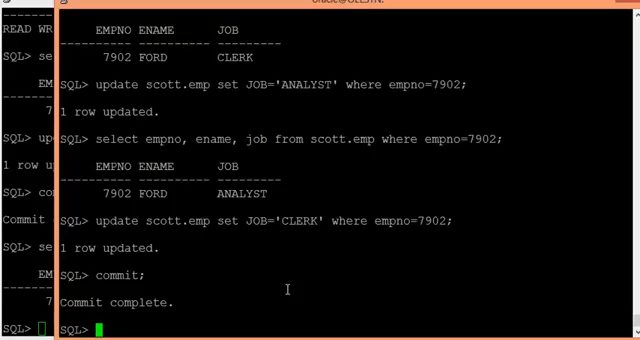 READ WR
SQL> se
EM
7
SQL> upd
1 row up
SQL> co
Commit
SQL> se
EM
7
SQL>
EMPNO ENAME JOB
---------- ---------- ---------
7902 FORD CLERK
SQL> update scott.emp set JOB='ANALYST' where empno=7902;
1 row updated.
SQL> select empno, ename, job from scott.emp where empno=7902;
EMPNO ENAME JOB
---------- ---------- ---------
7902 FORD ANALYST
SQL> update scott.emp set JOB='CLERK' where empno=7902;
1 row updated.
SQL> commit;
Commit complete.
SQL>